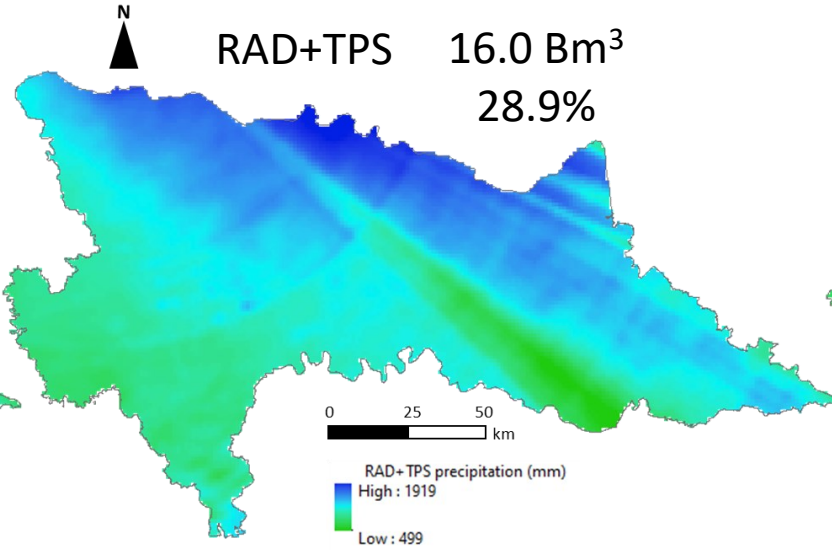 N
RAD+TPS 16.0 Bm³
28.9%
0 25 50
km
RAD+TPS precipitation (mm)
High : 1919
Low : 499